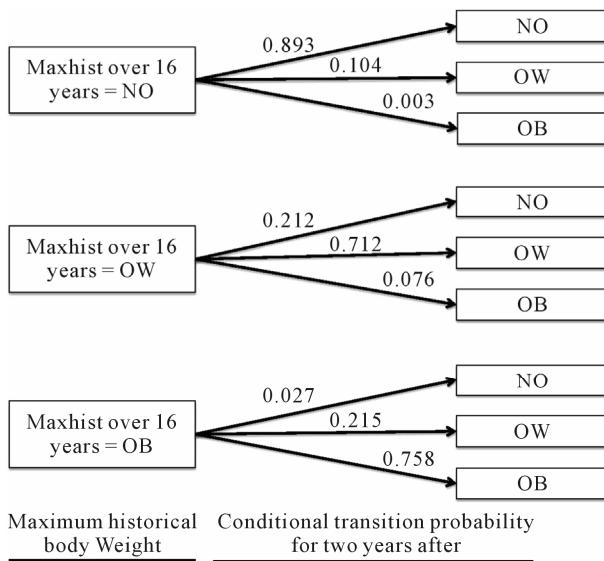 NO
0.893
Maxhist over 16
years = NO
0.104
OW
0.003
OB
NO
0.212
Maxhist over 16
years = OW
0.712
OW
0.076
OB
NO
0.027
Maxhist over 16
years = OB
0.215
OW
0.758
OB
Maximum historical
body Weight
Conditional transition probability
for two years after